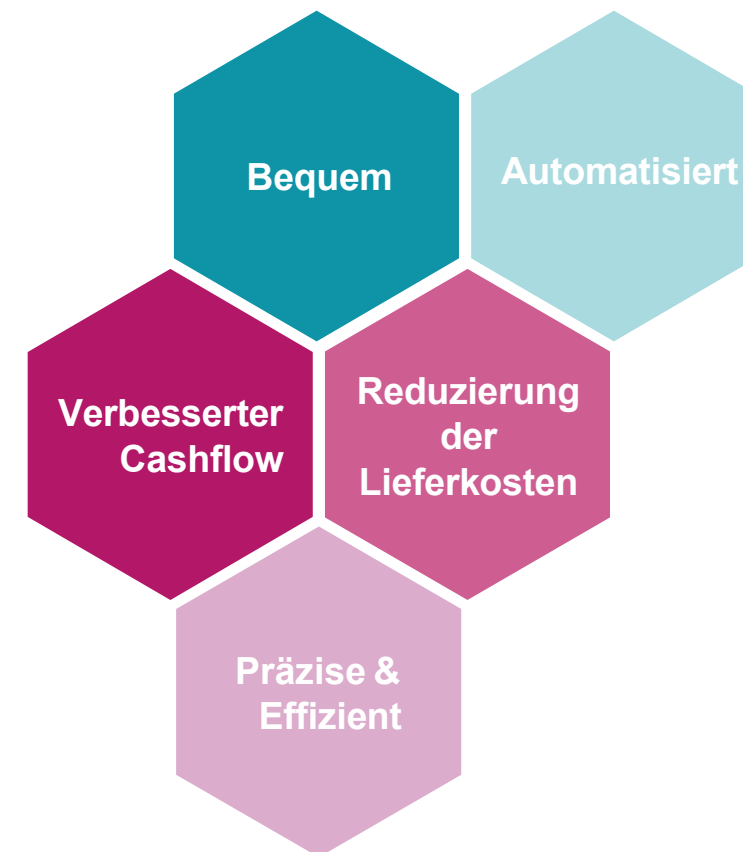 Bequem
Automatisiert
Verbesserter
Cashflow
Reduzierung
der
Lieferkosten
Präzise &
Effizient